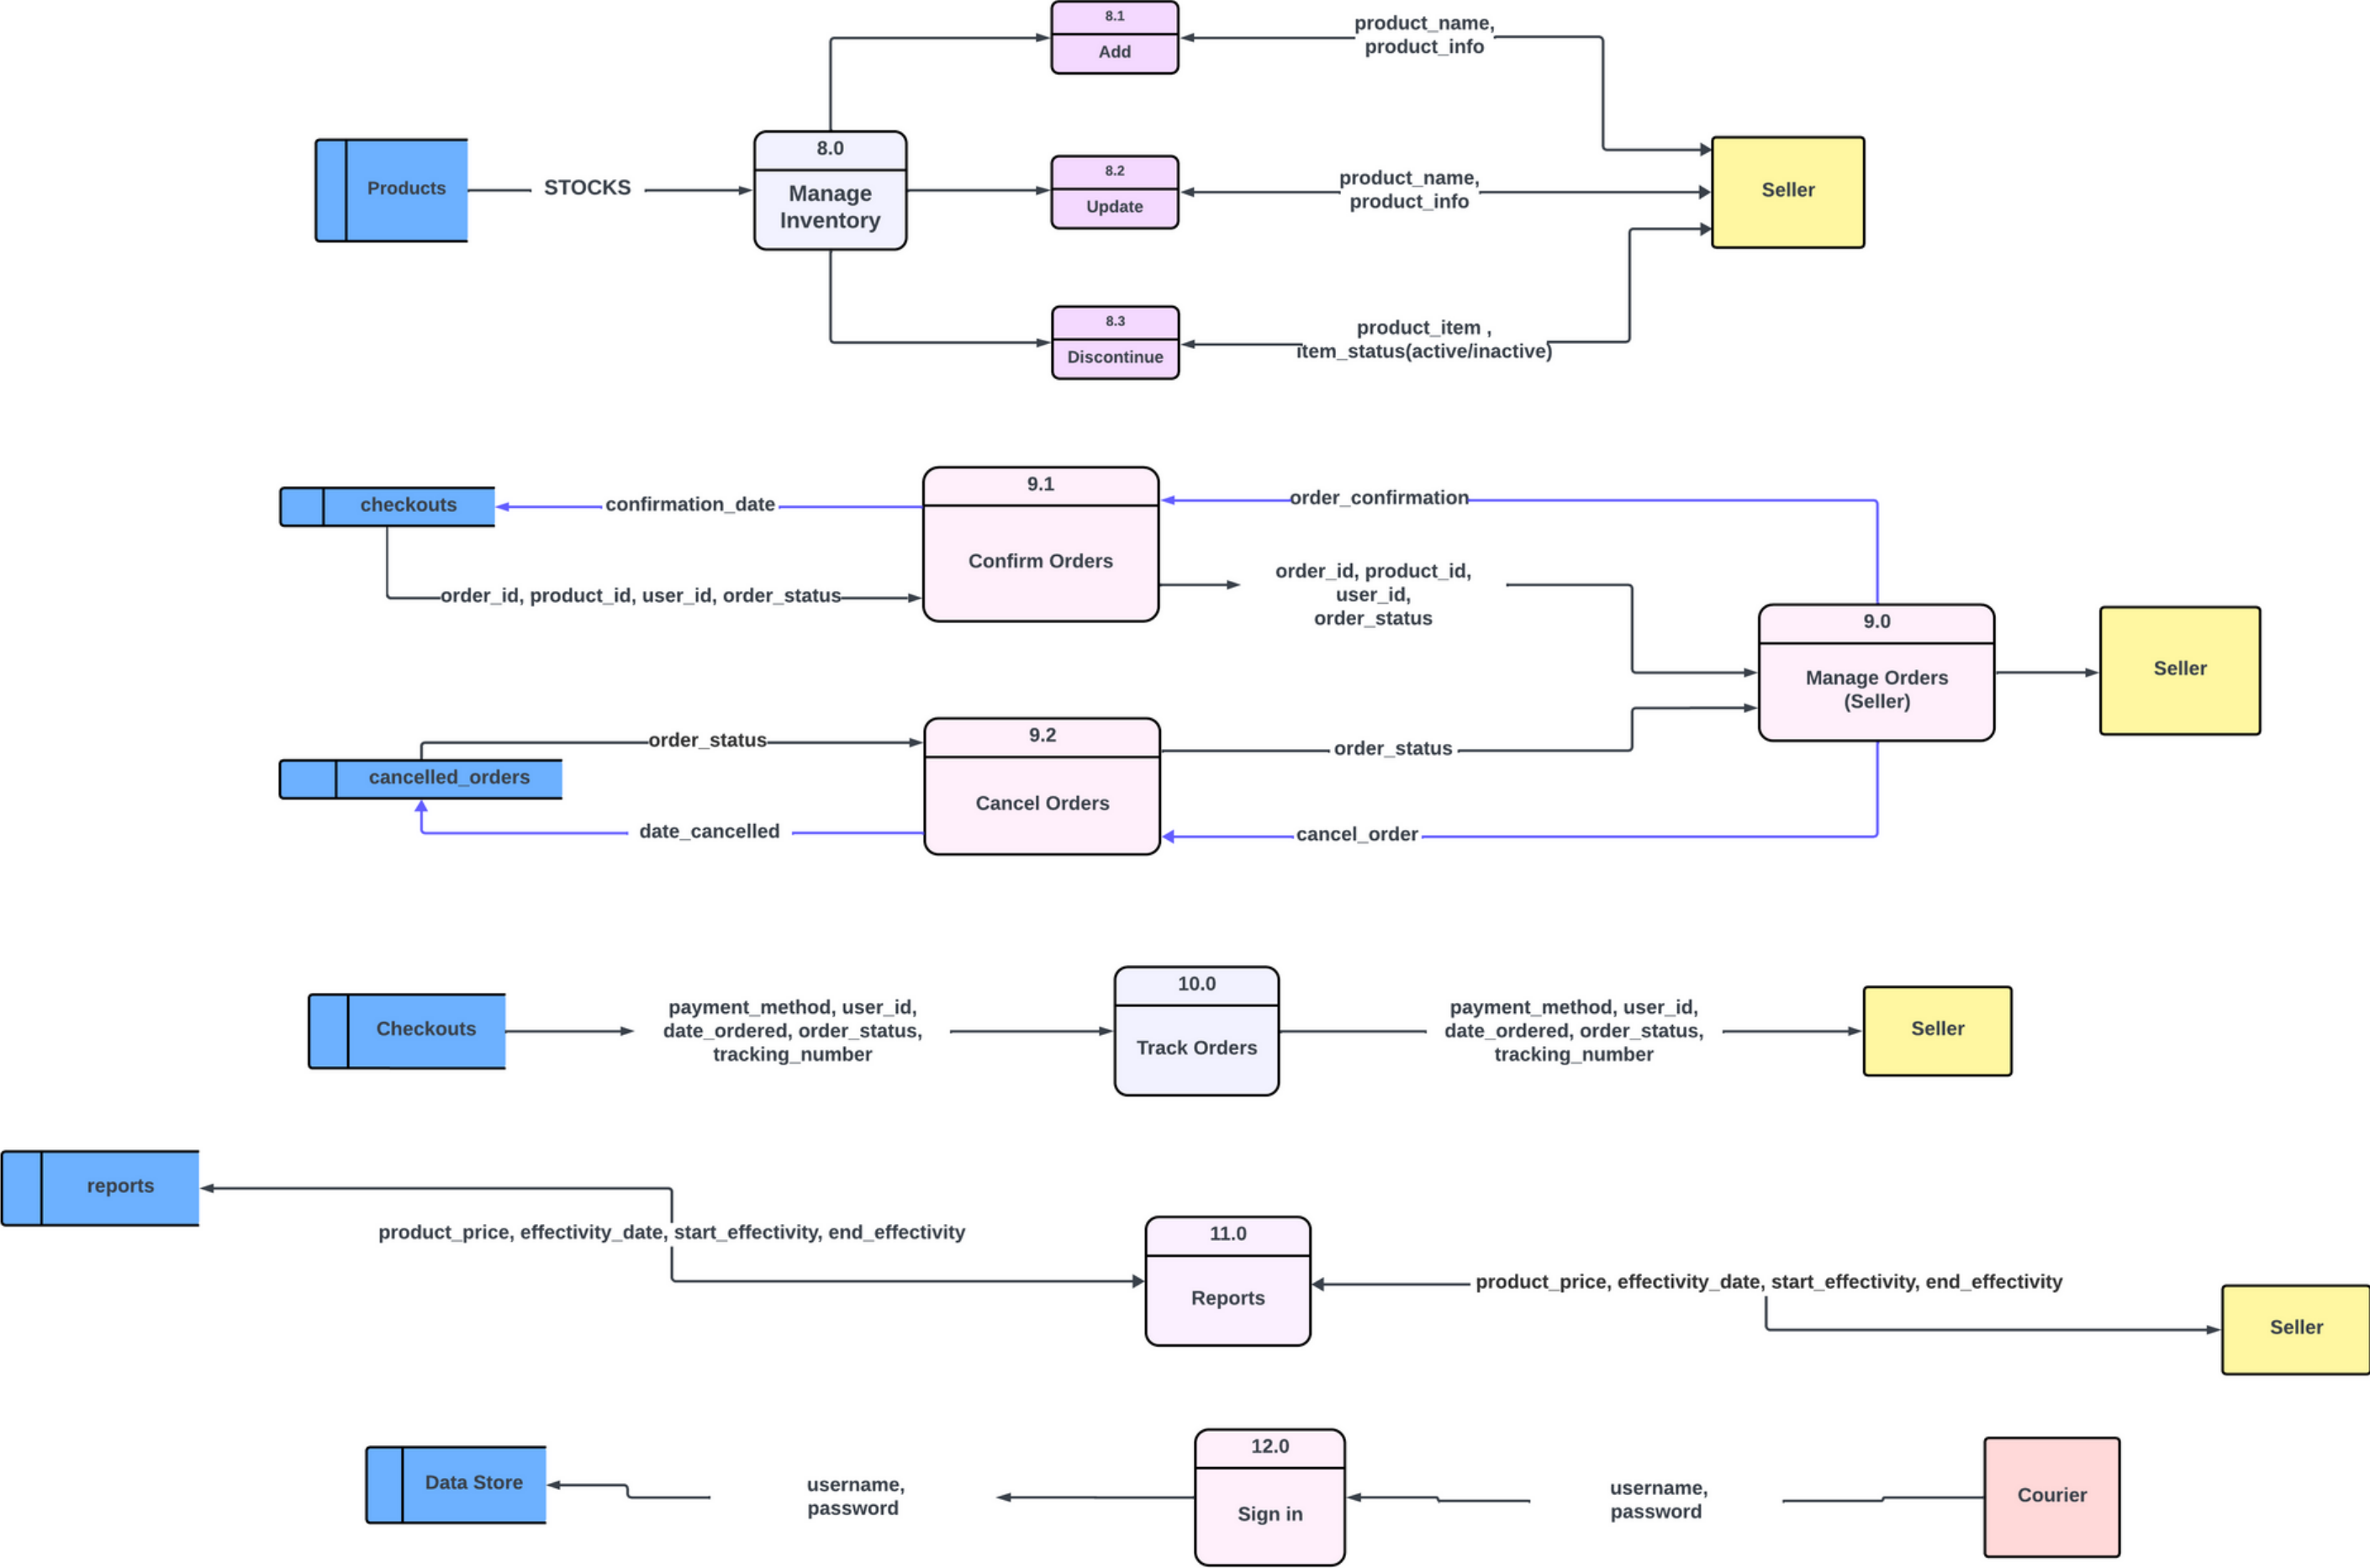 8.1
Add
product_name,
product_info
Products
STOCKS
8.0
Manage
Inventory
8.2
Update
product_name,
product_info
Seller
8.3
Discontinue
product_item ,
item_status(active/inactive)
checkouts
confirmation_date
9.1
Confirm Orders
order_confirmation
order_id, product_id, user_id, order_status
order_id, product_id,
user_id,
order_status
9.0
Manage Orders
(Seller)
Seller
order_status
cancelled_orders
date_cancelled
9.2
Cancel Orders
order_status
cancel_order
Checkouts
payment_method, user_id,
date_ordered, order_status,
tracking_number
10.0
Track Orders
payment_method, user_id,
date_ordered, order_status,
tracking_number
Seller
reports
product_price, effectivity_date, start_effectivity, end_effectivity
11.0
Reports
product_price, effectivity_date, start_effectivity, end_effectivity
Seller
Data Store
username,
password
12.0
Sign in
username,
password
Courier